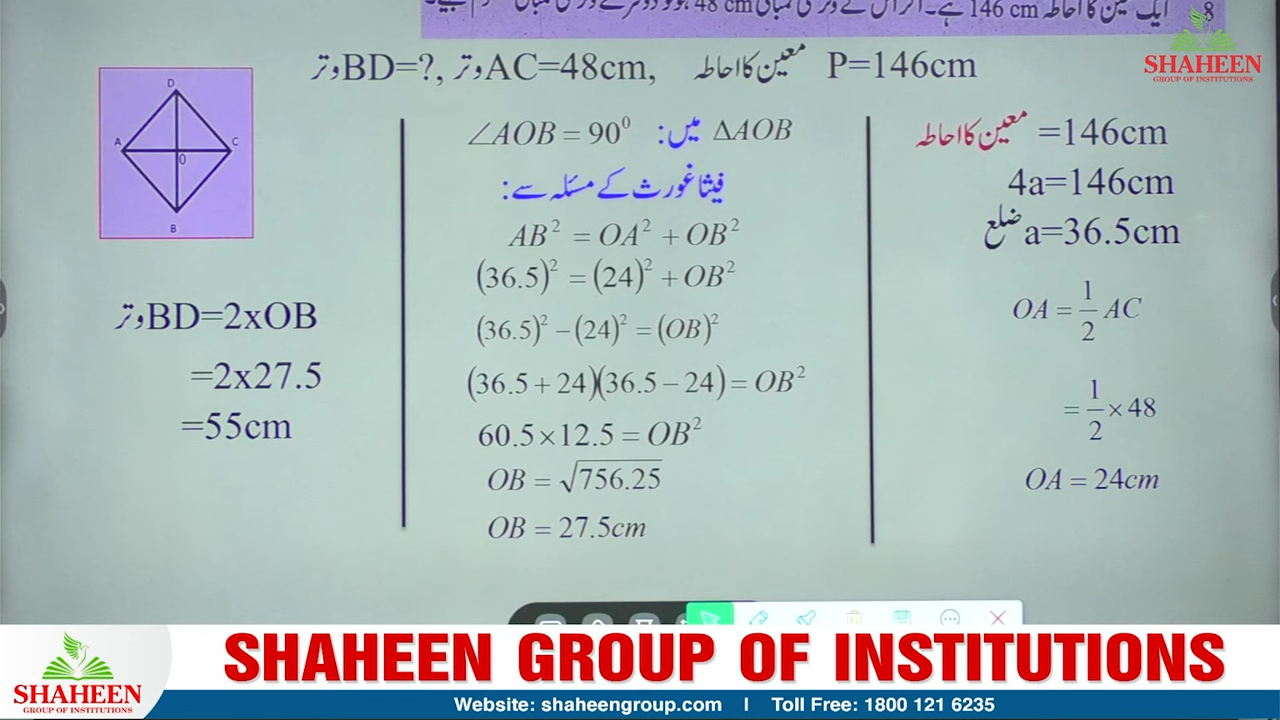 8 ایک معین کا احاطہ 146 cm ہے۔ اگر اس کے وتر کی لمبائی 48 cm ہو تو دوسرے وتر کی لمبائی
SHAHEEN
GROUP OF INSTITUTIONS
معین کا احاطہ P=146cm
وتر AC=48cm,
وتر BD=?,
D
A
C
O
B
معین کا احاطہ =146cm
4a=146cm
ضلع a=36.5cm
OA = 1/2 AC
= 1/2 × 48
OA = 24cm
ΔAOB میں: ∠AOB = 90⁰
فیثا غورث کے مسئلہ سے:
AB² = OA² + OB²
(36.5)² = (24)² + OB²
(36.5)² − (24)² = (OB)²
(36.5 + 24)(36.5 − 24) = OB²
60.5 × 12.5 = OB²
OB = √756.25
OB = 27.5cm
وتر BD=2xOB
=2x27.5
=55cm
SHAHEEN
GROUP OF INSTITUTIONS
SHAHEEN GROUP OF INSTITUTIONS
Website: shaheengroup.com I Toll Free: 1800 121 6235